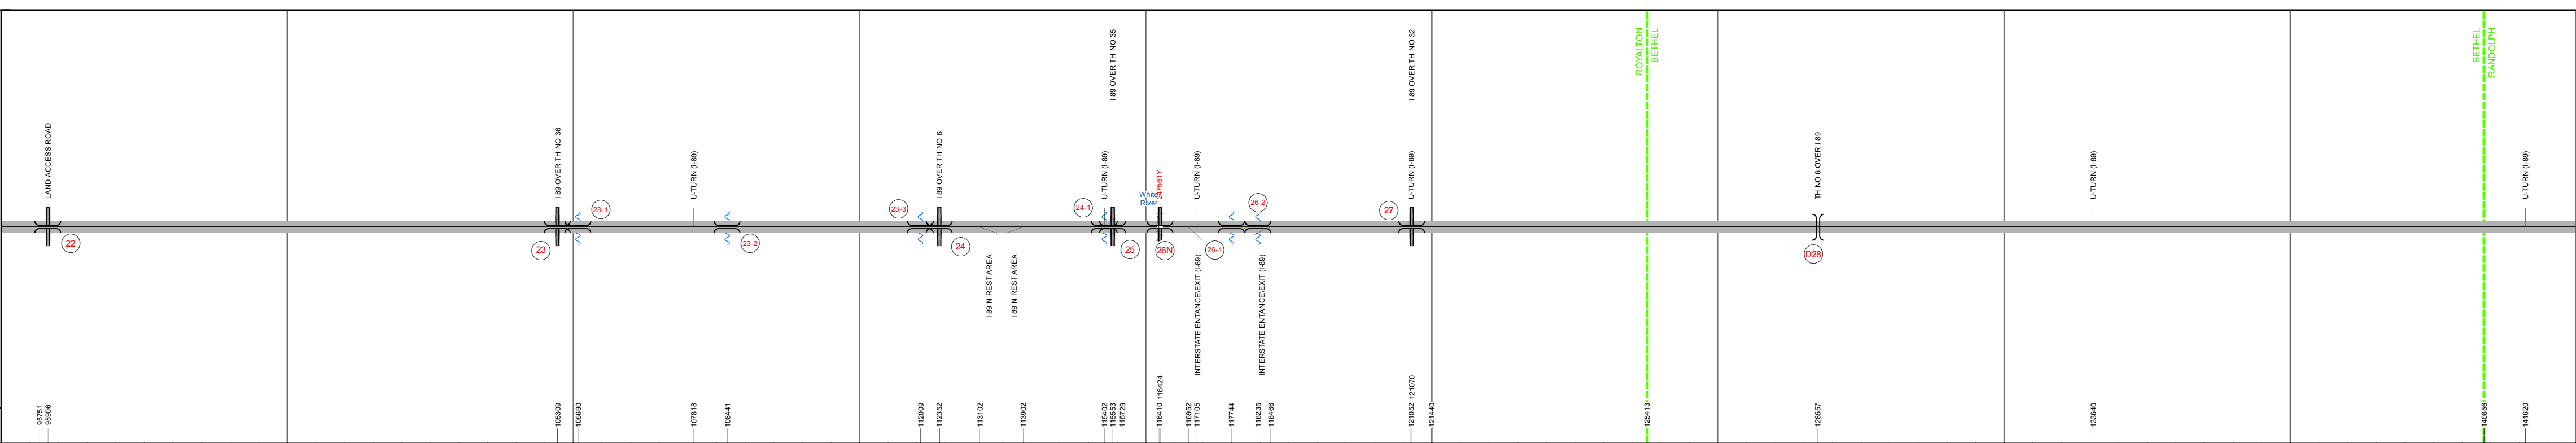 LAND ACCESS ROAD
I 89 OVER TH NO 36
U-TURN (I-89)
I 89 OVER TH NO 6
U-TURN (I-89)
I 89 OVER TH NO 35
247561Y
White
River
U-TURN (I-89)
I 89 OVER TH NO 32
U-TURN (I-89)
ROYALTON
BETHEL
TH NO 6 OVER I 89
U-TURN (I-89)
BETHEL
RANDOLPH
U-TURN (I-89)
22
23
23-1
23-2
23-3
24
24-1
25
26N
26-1
26-2
27
D28
I 89 N REST AREA
I 89 N REST AREA
INTERSTATE ENTANCE\EXIT (I-89)
INTERSTATE ENTANCE\EXIT (I-89)
95751
95906
105309
105690
107818
108441
112009
112352
113102
113902
115402
115553
115729
116410 116424
116952
117105
117744
118235
118466
121052 121070
121440
125413
128557
133640
140856
141620